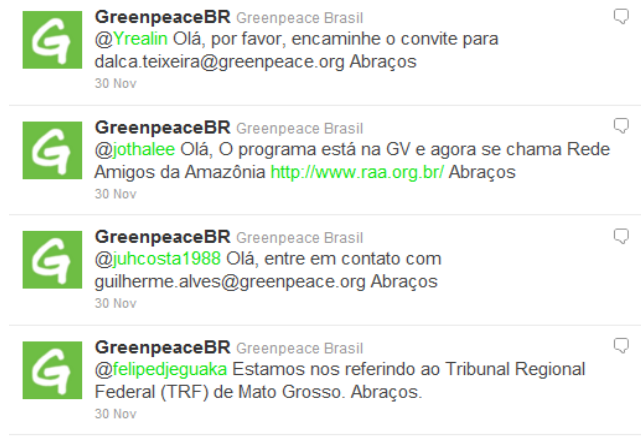 GreenpeaceBR Greenpeace Brasil
@Yrealin Olá, por favor, encaminhe o convite para
dalca.teixeira@greenpeace.org Abraços
30 Nov
GreenpeaceBR Greenpeace Brasil
@jothalee Olá, O programa está na GV e agora se chama Rede
Amigos da Amazônia http://www.raa.org.br/ Abraços
30 Nov
GreenpeaceBR Greenpeace Brasil
@juhcosta1988 Olá, entre em contato com
guilherme.alves@greenpeace.org Abraços
30 Nov
GreenpeaceBR Greenpeace Brasil
@felipedjeguaka Estamos nos referindo ao Tribunal Regional
Federal (TRF) de Mato Grosso. Abraços.
30 Nov